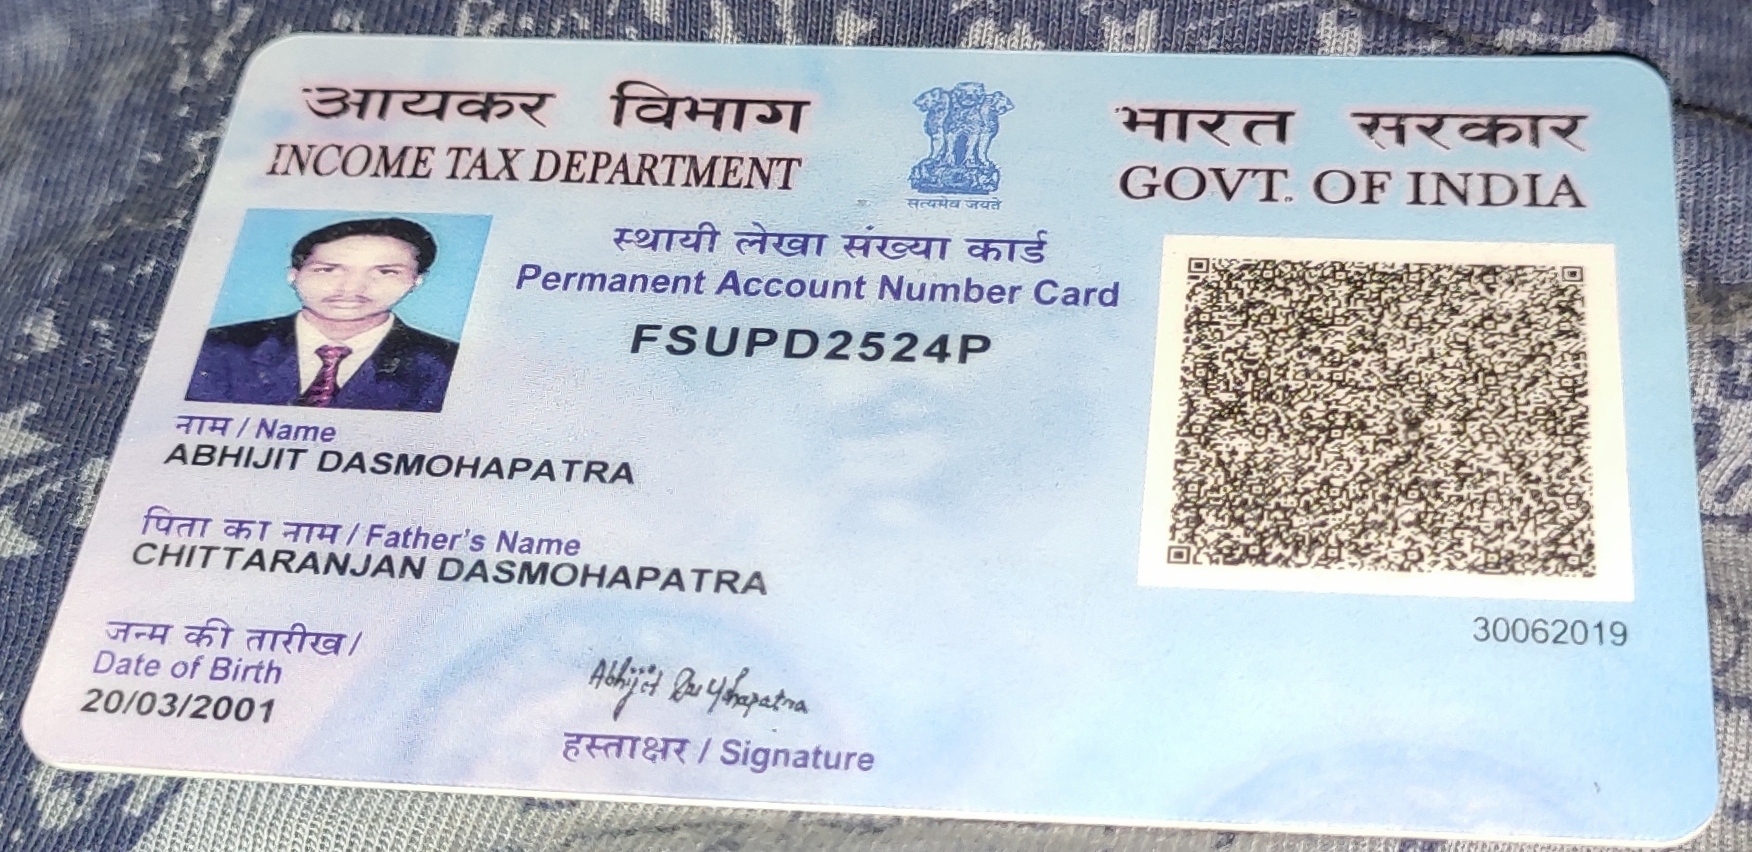 आयकर विभाग
INCOME TAX DEPARTMENT
सत्यमेव जयते
भारत सरकार
GOVT. OF INDIA
स्थायी लेखा संख्या कार्ड
Permanent Account Number Card
FSUPD2524P
नाम / Name
ABHIJIT DASMOHAPATRA
पिता का नाम / Father's Name
CHITTARANJAN DASMOHAPATRA
जन्म की तारीख /
Date of Birth
20/03/2001
Abhijit
हस्ताक्षर / Signature
30062019